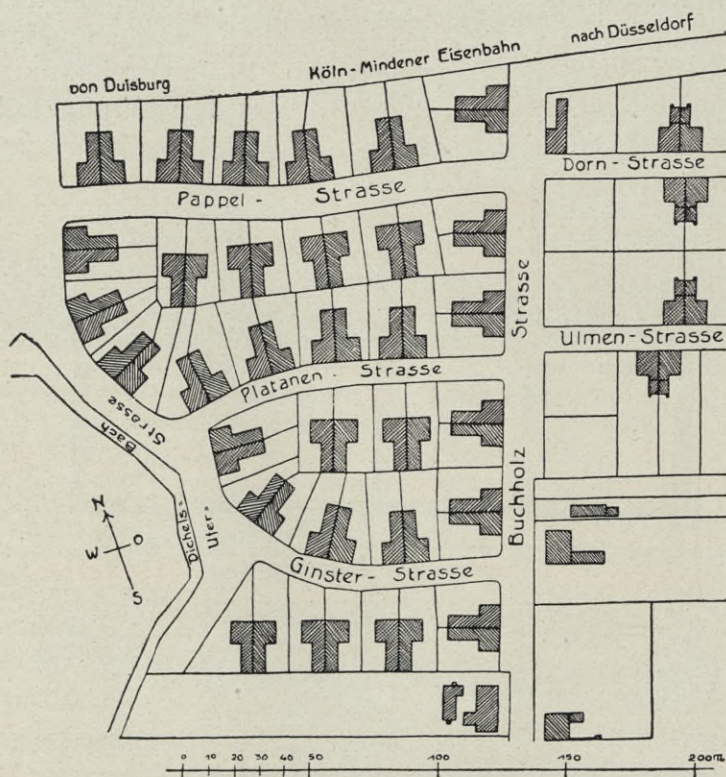 von Duisburg
Köln-Mindener Eisenbahn
nach Düsseldorf
Pappel - Strasse
Dorn-Strasse
Strasse
Ulmen-Strasse
Platanen - Strasse
Strasse
Bach
Buchholz
Dichels-
Ufer-
Ginster-Strasse
N
W
O
S
0 10 20 30 40 50 100 150 200m